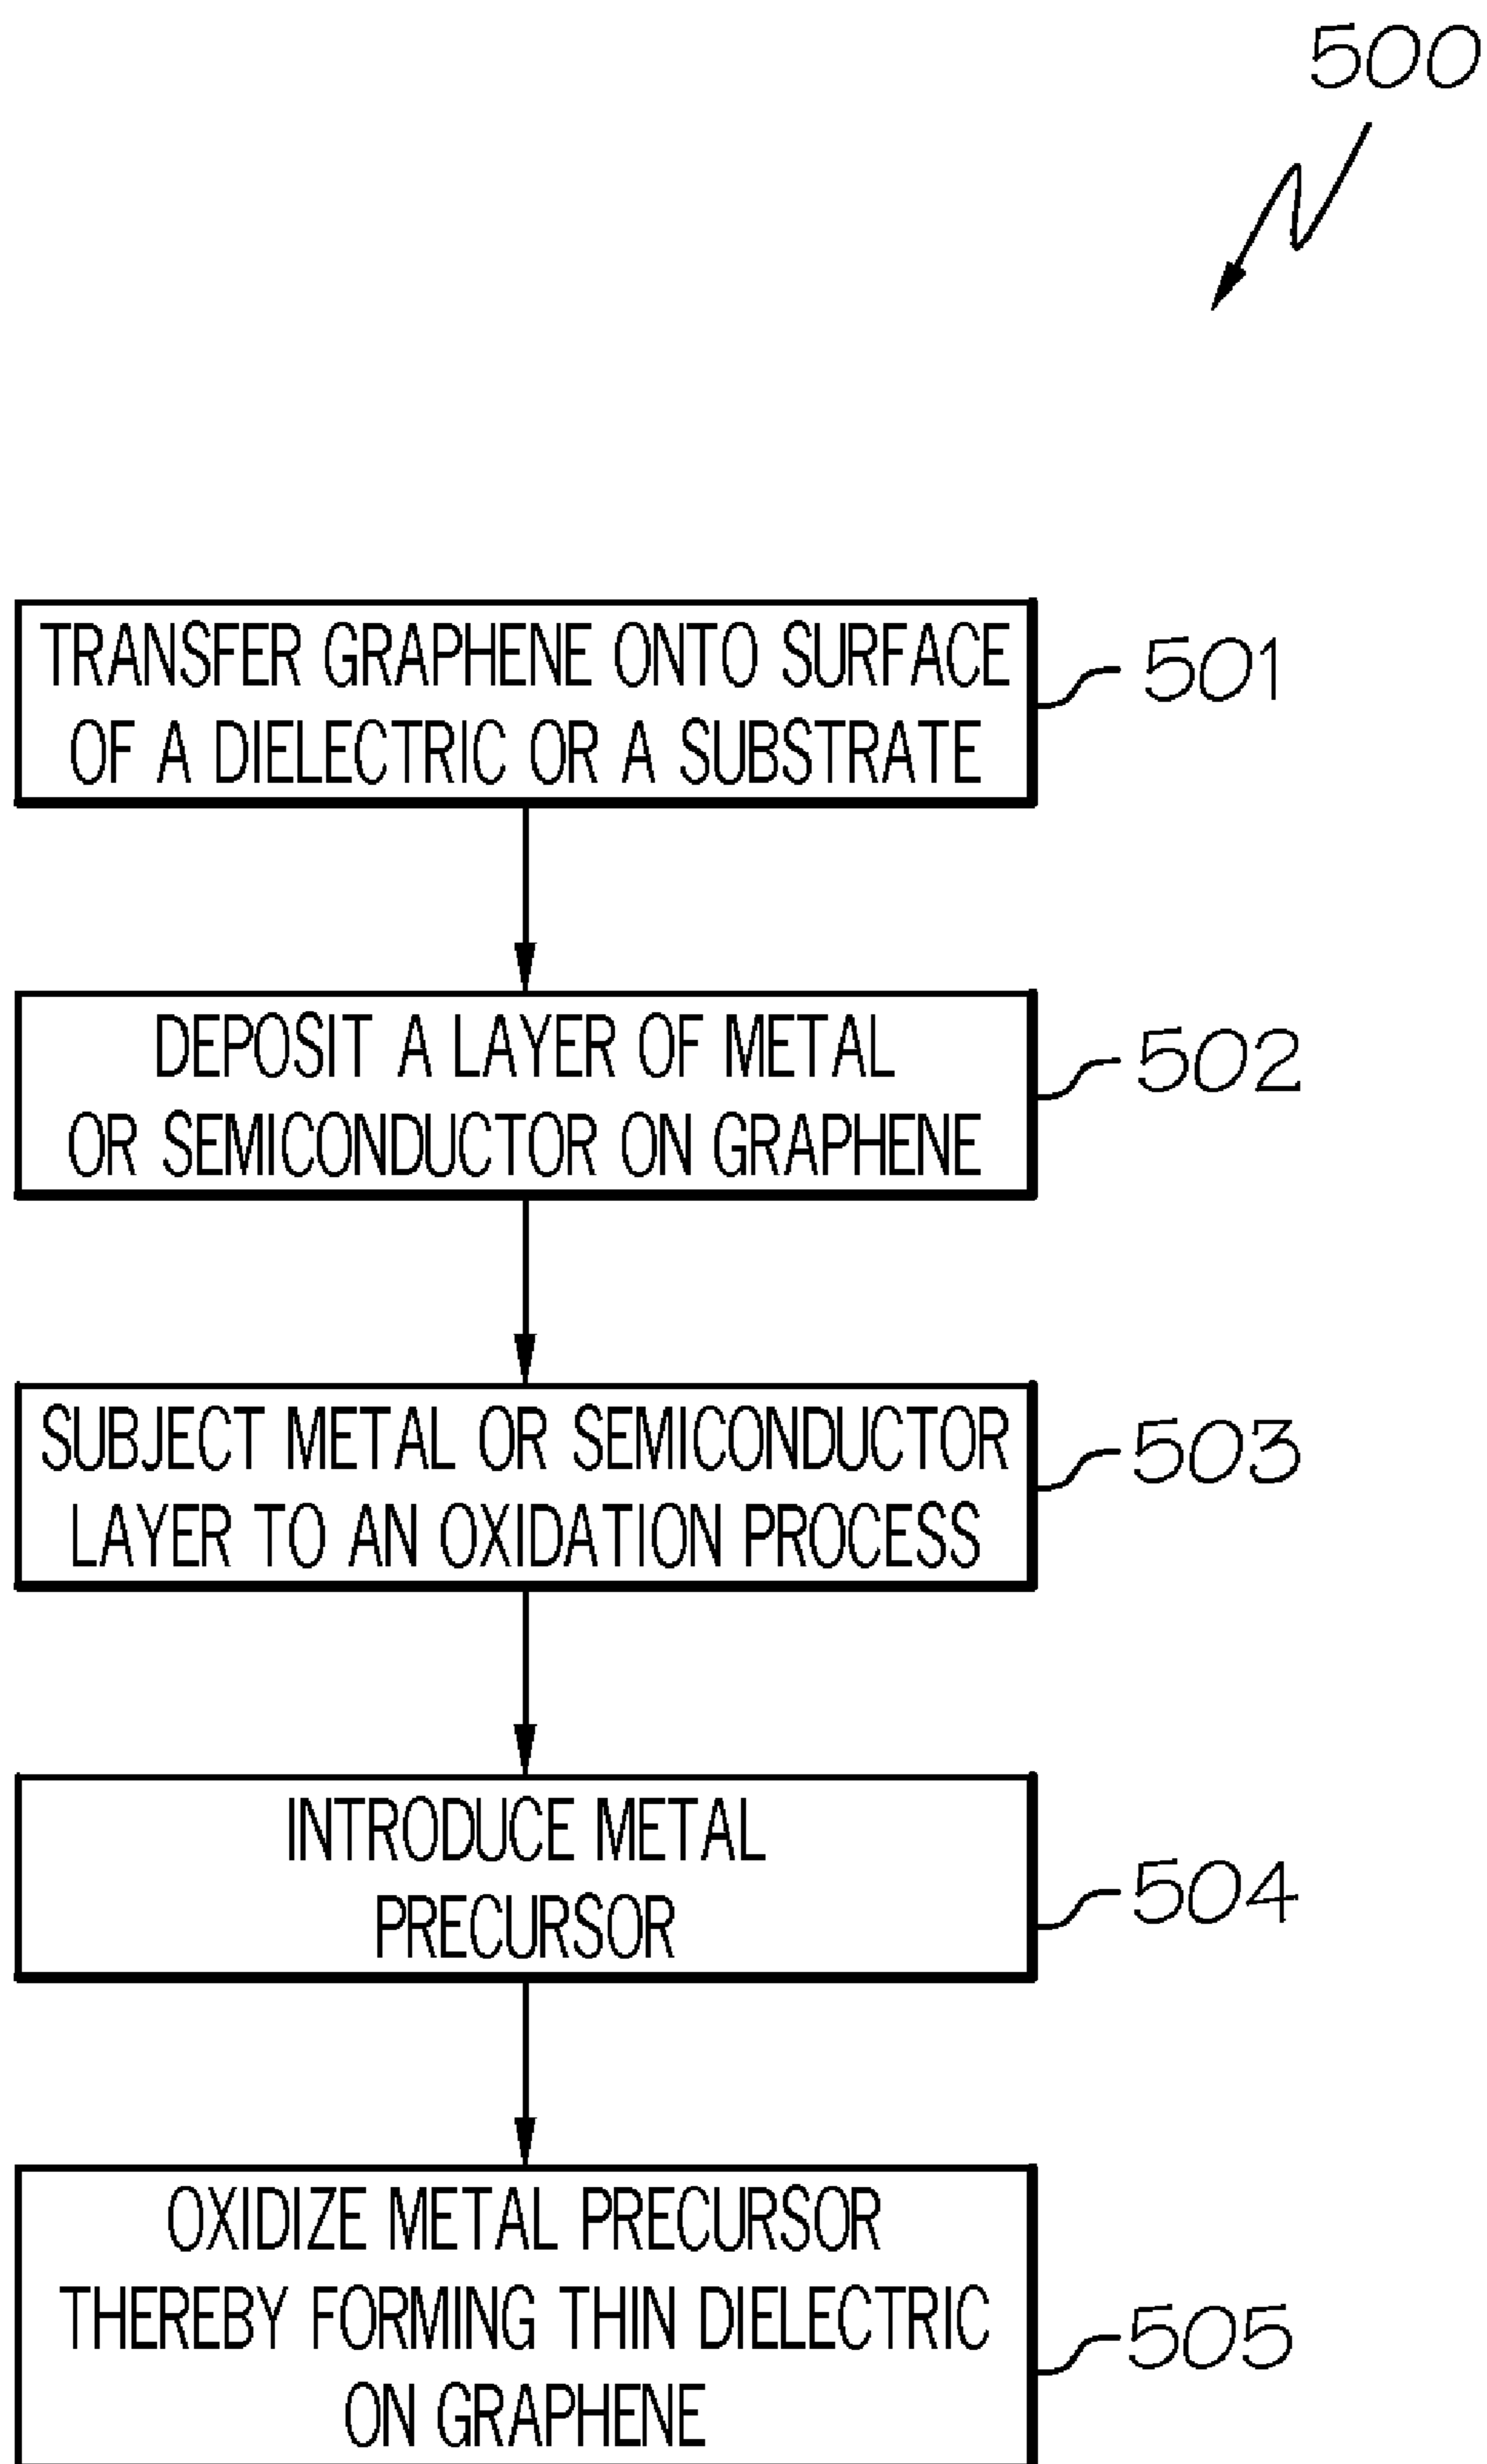 500
TRANSFER GRAPHENE ONTO SURFACE
OF A DIELECTRIC OR A SUBSTRATE
501
DEPOSIT A LAYER OF METAL
OR SEMICONDUCTOR ON GRAPHENE
502
SUBJECT METAL OR SEMICONDUCTOR
LAYER TO AN OXIDATION PROCESS
503
INTRODUCE METAL
PRECURSOR
504
OXIDIZE METAL PRECURSOR
THEREBY FORMING THIN DIELECTRIC
ON GRAPHENE
505